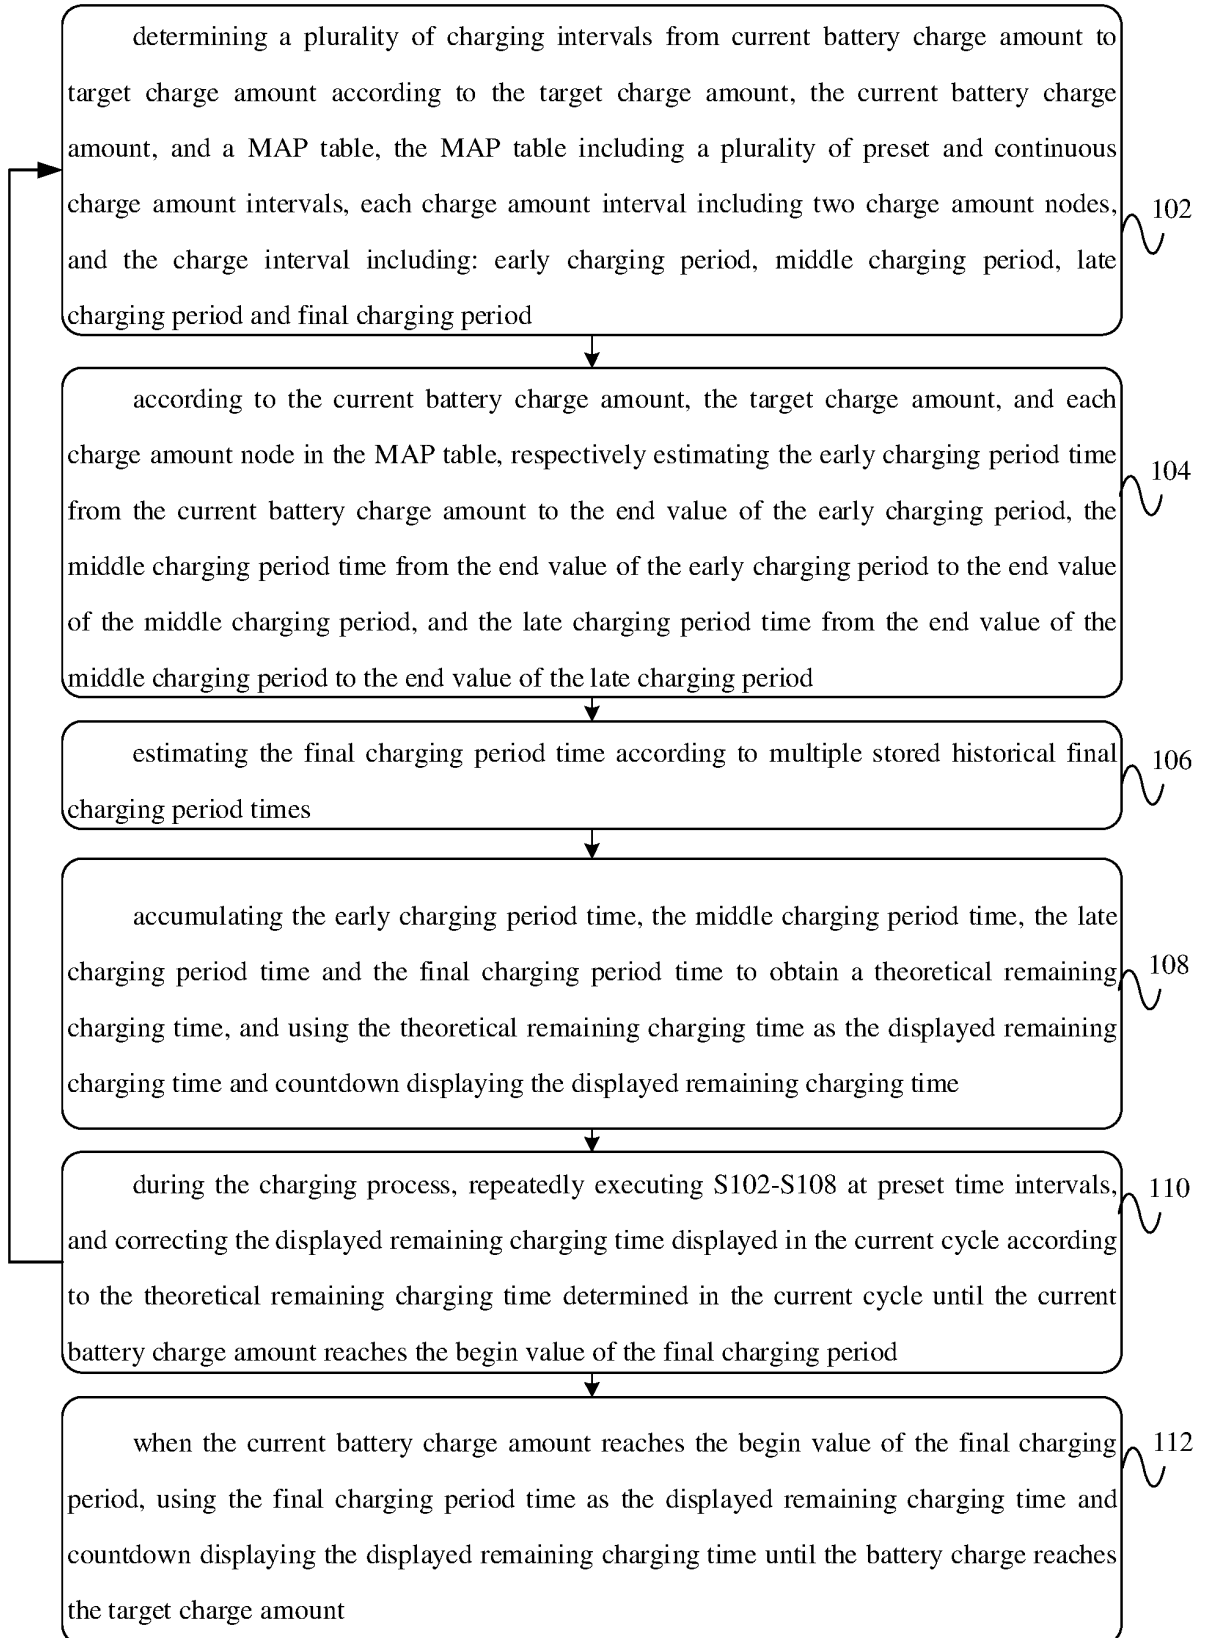 determining a plurality of charging intervals from current battery charge amount to
target charge amount according to the target charge amount, the current battery charge
amount, and a MAP table, the MAP table including a plurality of preset and continuous
charge amount intervals, each charge amount interval including two charge amount nodes,
and the charge interval including: early charging period, middle charging period, late
charging period and final charging period
102
according to the current battery charge amount, the target charge amount, and each
charge amount node in the MAP table, respectively estimating the early charging period time
from the current battery charge amount to the end value of the early charging period, the
middle charging period time from the end value of the early charging period to the end value
of the middle charging period, and the late charging period time from the end value of the
middle charging period to the end value of the late charging period
104
estimating the final charging period time according to multiple stored historical final
charging period times
106
accumulating the early charging period time, the middle charging period time, the late
charging period time and the final charging period time to obtain a theoretical remaining
charging time, and using the theoretical remaining charging time as the displayed remaining
charging time and countdown displaying the displayed remaining charging time
108
during the charging process, repeatedly executing S102-S108 at preset time intervals,
and correcting the displayed remaining charging time displayed in the current cycle according
to the theoretical remaining charging time determined in the current cycle until the current
battery charge amount reaches the begin value of the final charging period
110
when the current battery charge amount reaches the begin value of the final charging
period, using the final charging period time as the displayed remaining charging time and
countdown displaying the displayed remaining charging time until the battery charge reaches
the target charge amount
112